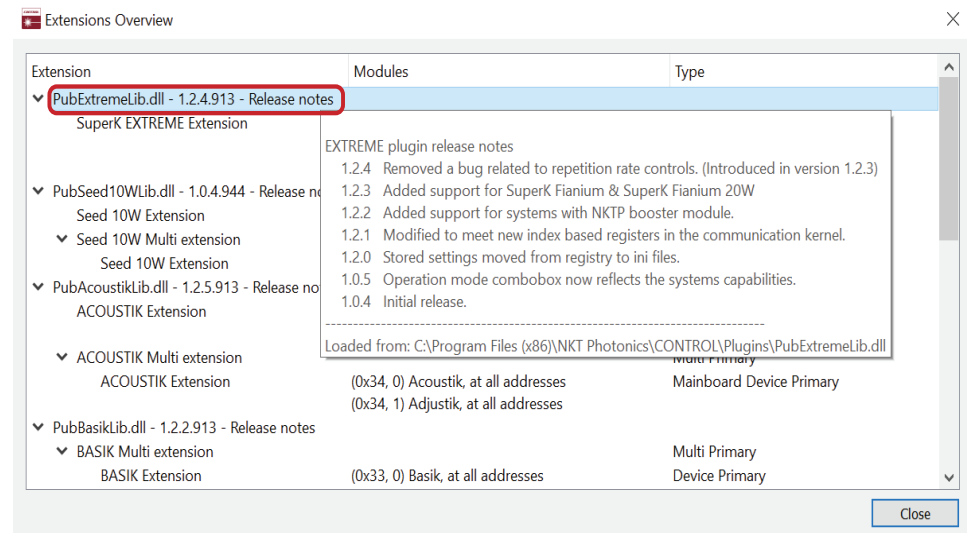 Extensions Overview
Extension Modules Type
PubExtremeLib.dll - 1.2.4.913 - Release notes
SuperK EXTREME Extension
EXTREME plugin release notes
1.2.4 Removed a bug related to repetition rate controls. (Introduced in version 1.2.3)
1.2.3 Added support for SuperK Fianium & SuperK Fianium 20W
1.2.2 Added support for systems with NKTP booster module.
1.2.1 Modified to meet new index based registers in the communication kernel.
1.2.0 Stored settings moved from registry to ini files.
1.0.5 Operation mode combobox now reflects the systems capabilities.
1.0.4 Initial release.
--------------------------------------------------------------------------------
Loaded from: C:\Program Files (x86)\NKT Photonics\CONTROL\Plugins\PubExtremeLib.dll
PubSeed10WLib.dll - 1.0.4.944 - Release
Seed 10W Extension
Seed 10W Multi extension
Seed 10W Extension
PubAcoustikLib.dll - 1.2.5.913 - Release
ACOUSTIK Extension
ACOUSTIK Multi extension Multi Primary
ACOUSTIK Extension (0x34, 0) Acoustik, at all addresses Mainboard Device Primary
(0x34, 1) Adjustik, at all addresses
PubBasikLib.dll - 1.2.2.913 - Release notes
BASIK Multi extension Multi Primary
BASIK Extension (0x33, 0) Basik, at all addresses Device Primary
Close